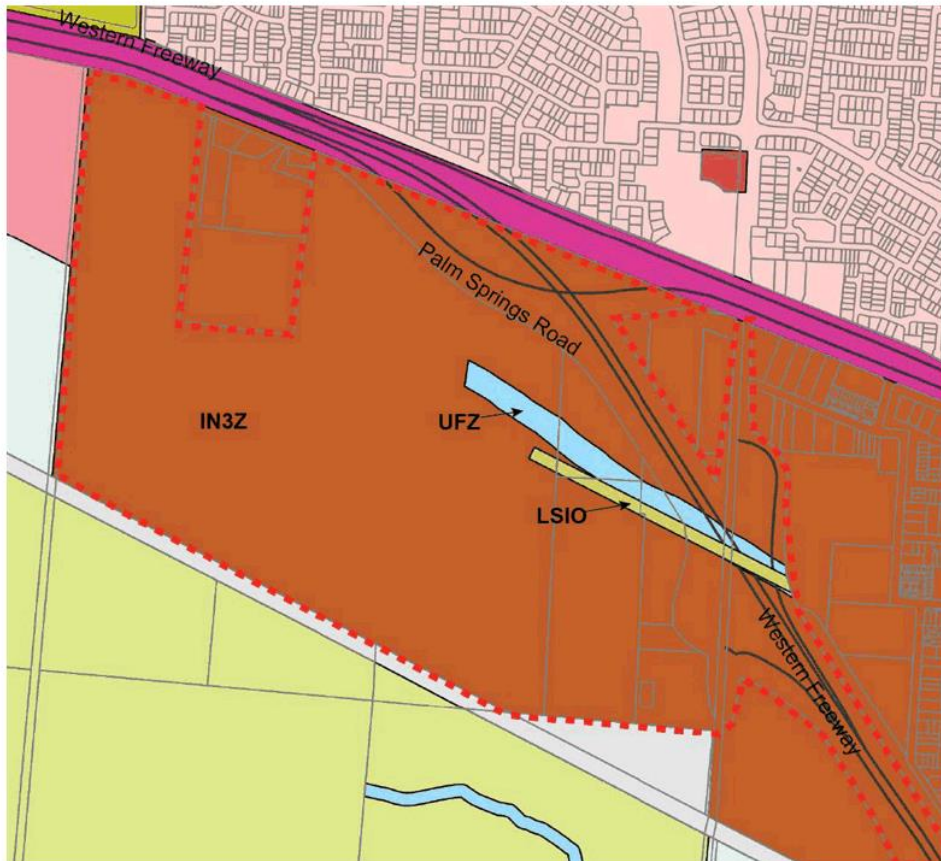 Western Freeway
Palm Springs Road
IN3Z
UFZ
LSIO
Western Freeway